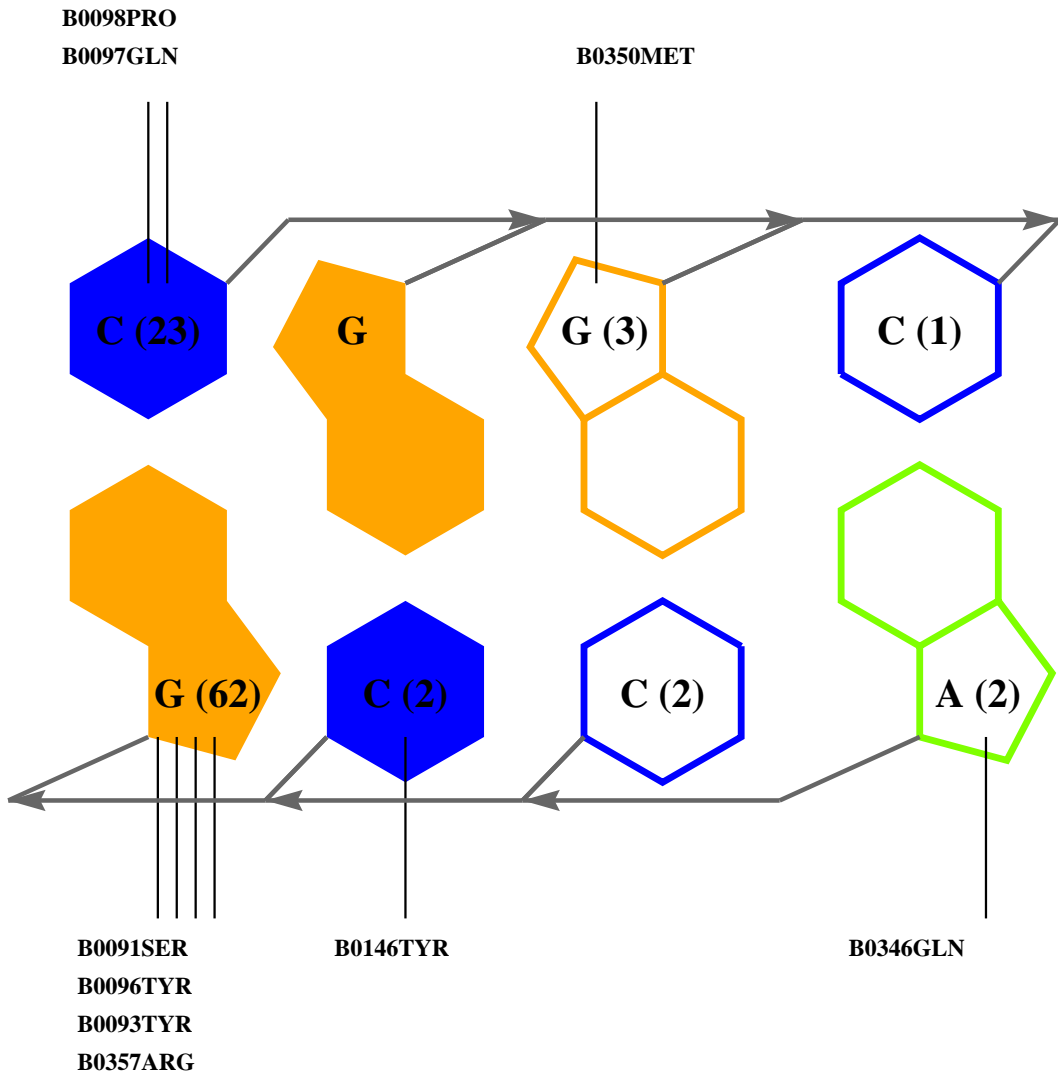 B0098PRO
B0097GLN
B0350MET
C (23)
G
G (3)
C (1)
G (62)
C (2)
C (2)
A (2)
B0091SER
B0096TYR
B0093TYR
B0357ARG
B0146TYR
B0346GLN